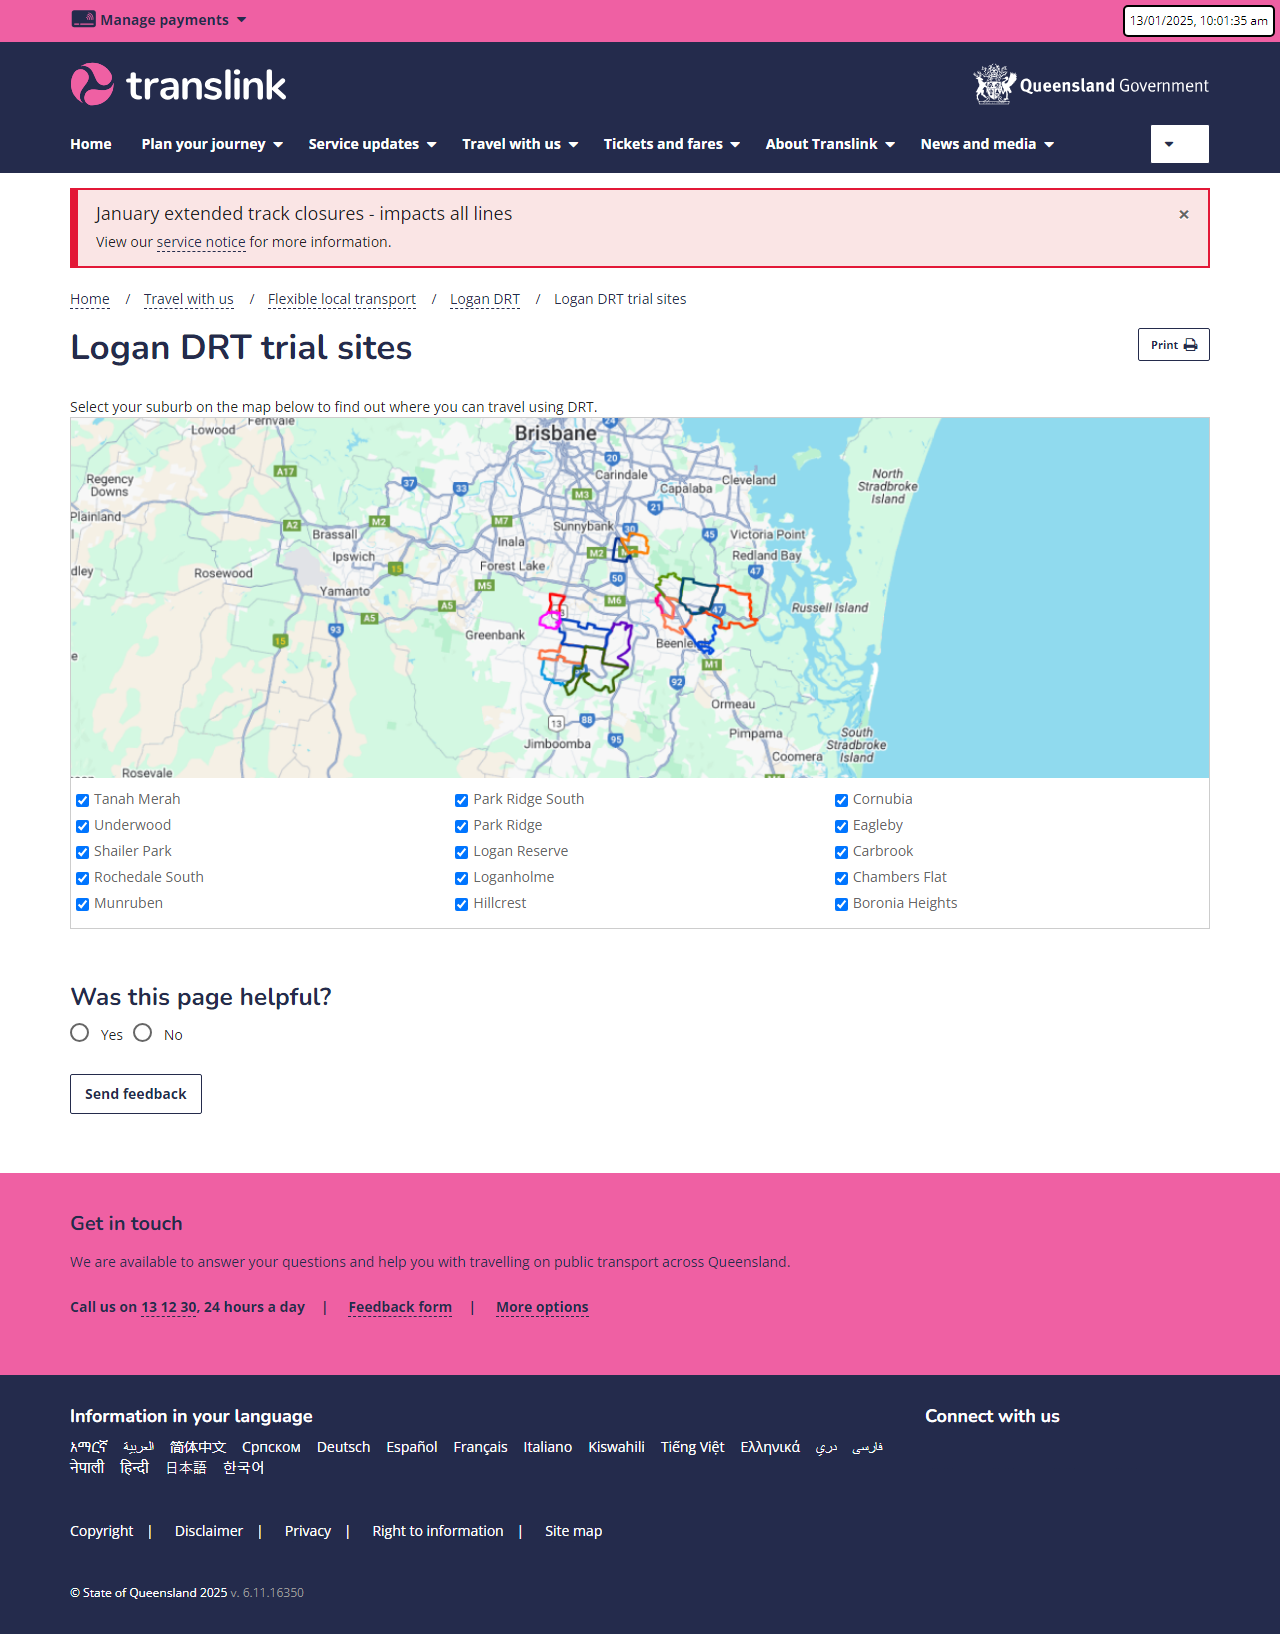 Manage payments
13/01/2025, 10:01:35 am
translink
Queensland Government
Home Plan your journey Service updates Travel with us Tickets and fares About Translink News and media
January extended track closures - impacts all lines
×
View our service notice for more information.
Home / Travel with us / Flexible local transport / Logan DRT / Logan DRT trial sites
Logan DRT trial sites
Print
Select your suburb on the map below to find out where you can travel using DRT.
Fernvale
Lowood
Brisbane
24
20
A17
Carindale
North
Stradbroke
Island
Regency
Downs
37
33
Capalaba
Cleveland
M3
21
Plainland
A2
M2
M7
Sunnybank
30
Brassall
Inala
45
Victoria Point
Ipswich
M2
Redland Bay
Rosewood
15
Forest Lake
50
47
Yamanto
M5
A5
M6
47
Russell Island
A5
93
Greenbank
15
Beenleigh
M1
92
Ormeau
13
88
Pimpama
South
Stradbroke
Island
Jimboomba
95
Coomera
Rosevale
Tanah Merah
Underwood
Shailer Park
Rochedale South
Munruben
Park Ridge South
Park Ridge
Logan Reserve
Loganholme
Hillcrest
Cornubia
Eagleby
Carbrook
Chambers Flat
Boronia Heights
Was this page helpful?
Yes No
Send feedback
Get in touch
We are available to answer your questions and help you with travelling on public transport across Queensland.
Call us on 13 12 30, 24 hours a day | Feedback form | More options
Information in your language
Connect with us
አማርኛ العربية 简体中文 Српском Deutsch Español Français Italiano Kiswahili Tiếng Việt Ελληνικά دري فارسی
नेपाली हिन्दी 日本語 한국어
Copyright | Disclaimer | Privacy | Right to information | Site map
© State of Queensland 2025 v. 6.11.16350